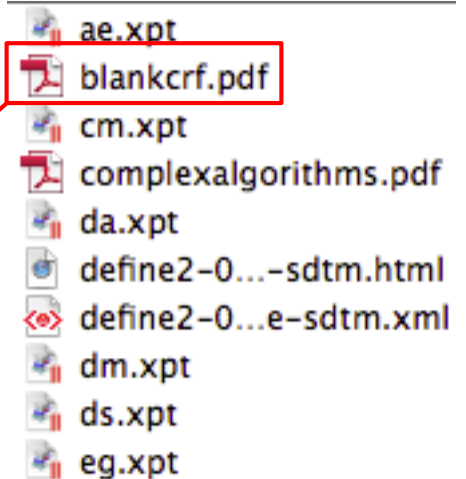 ae.xpt
blankcrf.pdf
cm.xpt
complexalgorithms.pdf
da.xpt
define2-0...-sdtm.html
define2-0...e-sdtm.xml
dm.xpt
ds.xpt
eg.xpt